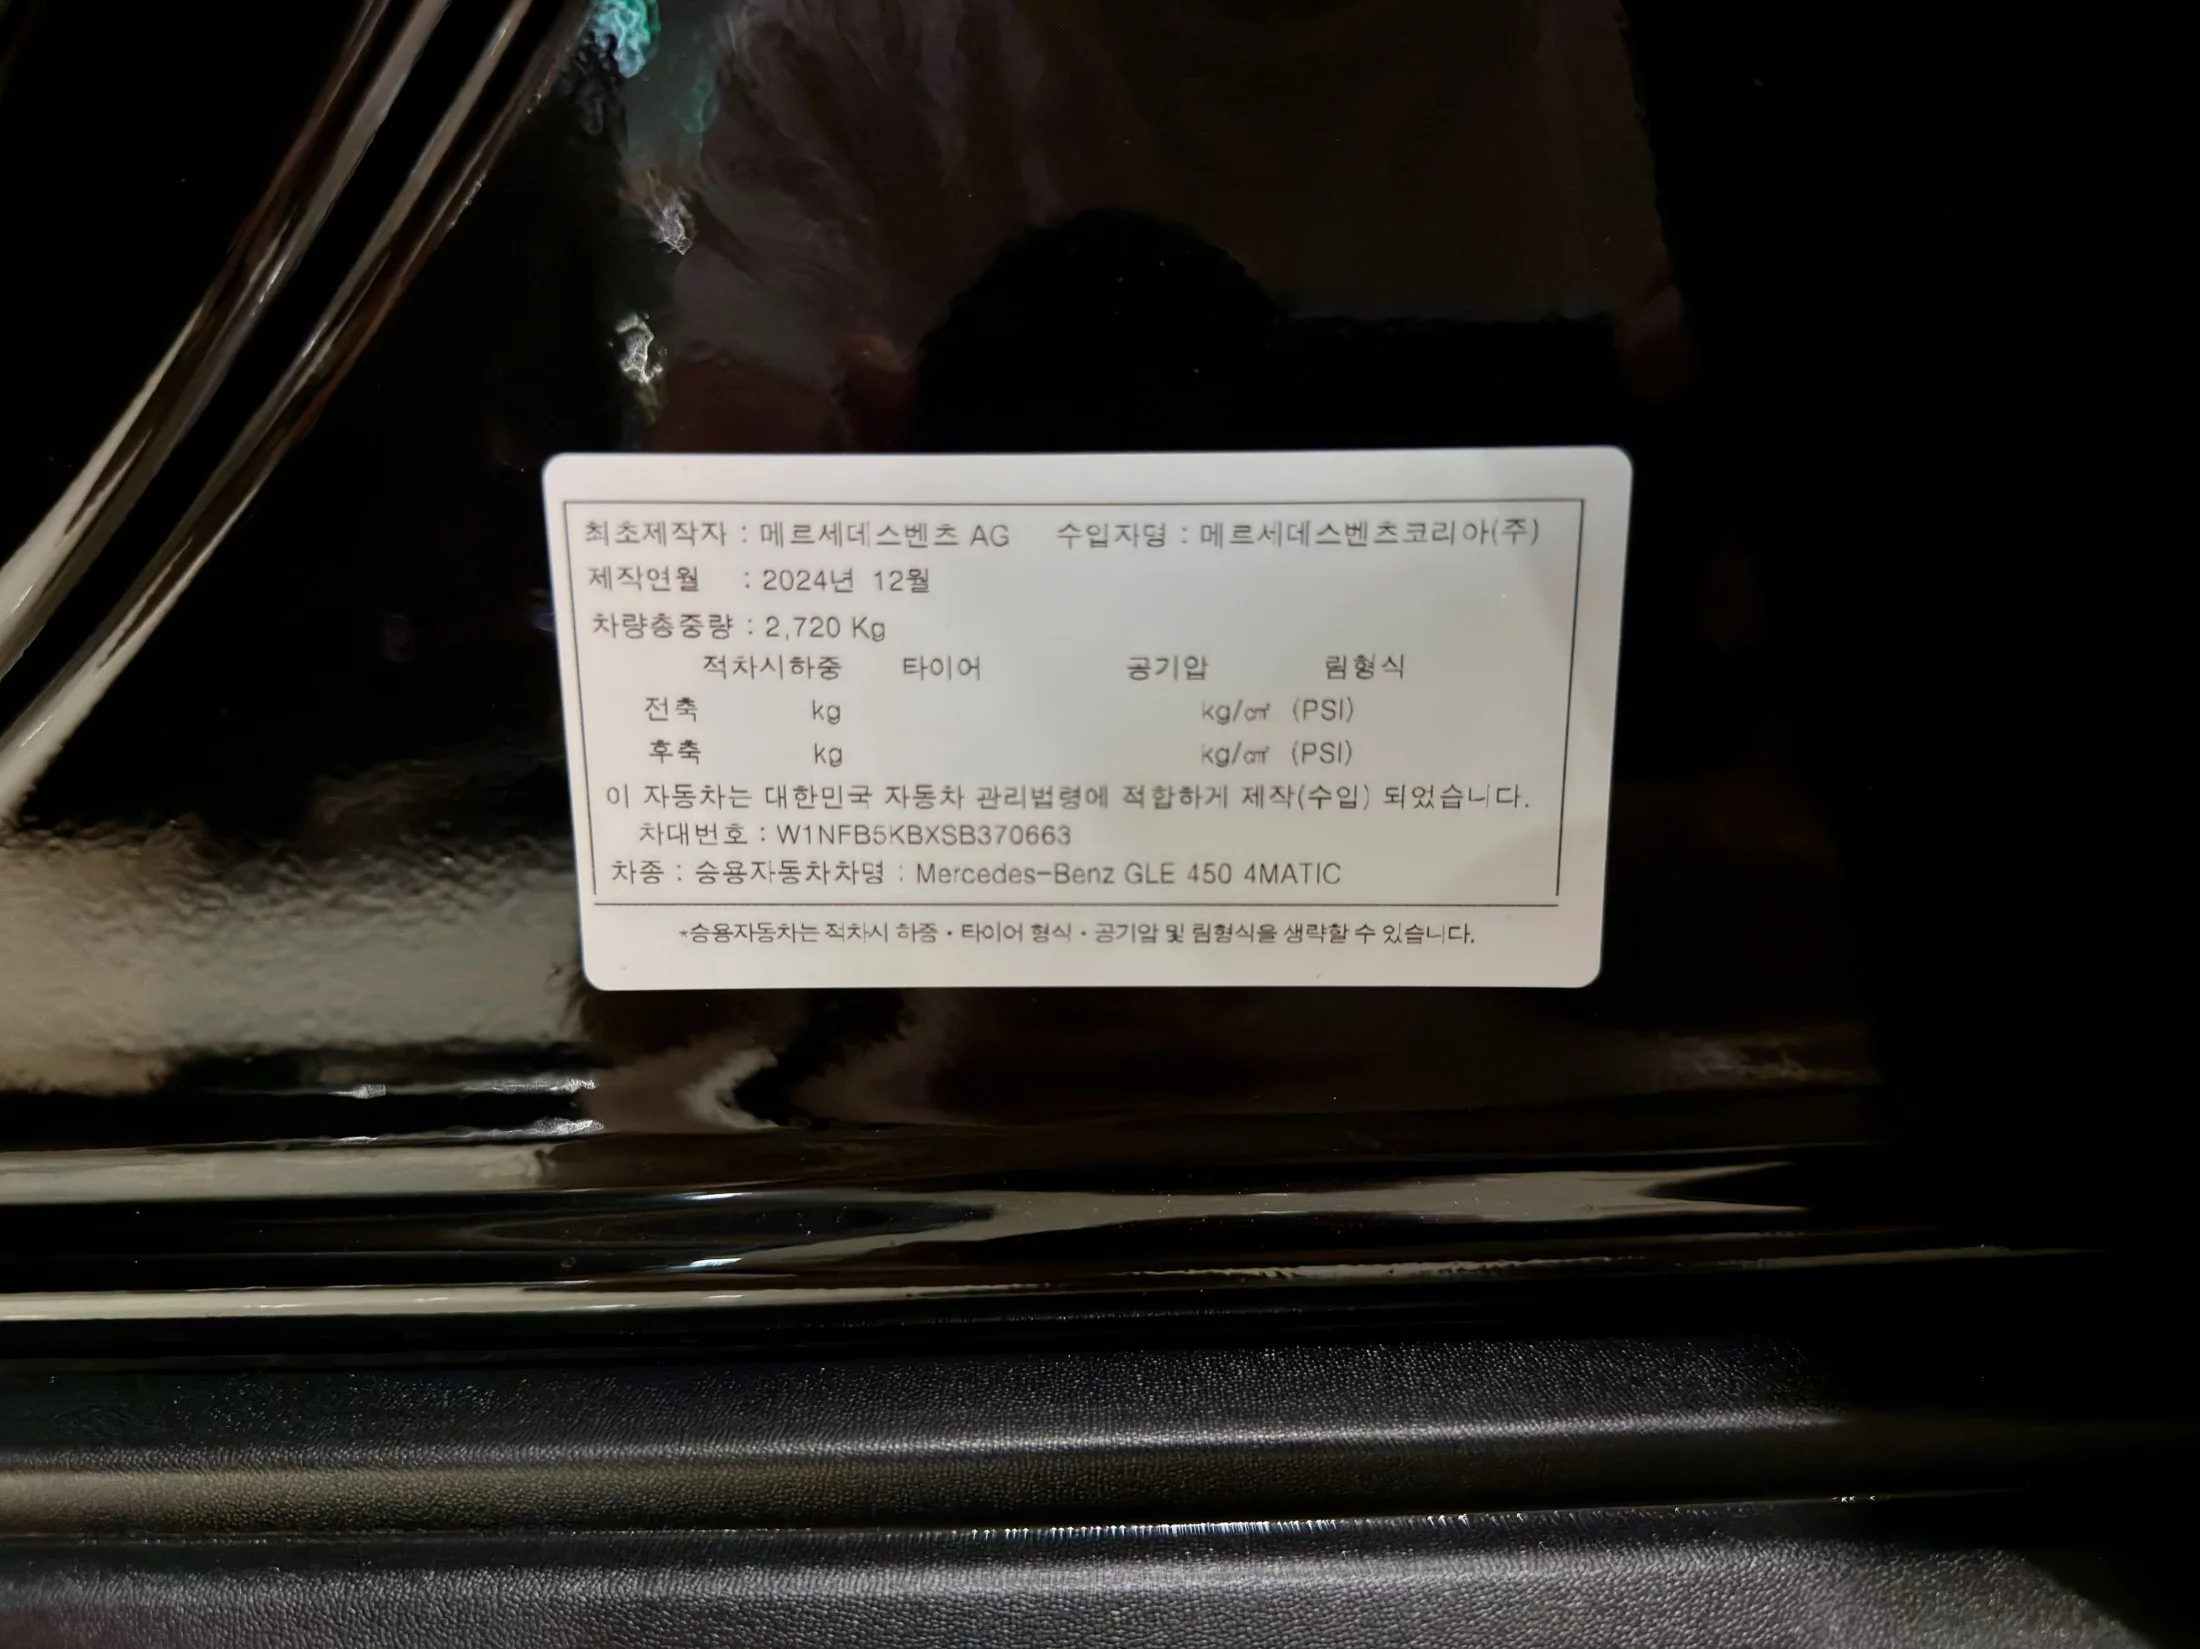 최초제작자 : 메르세데스벤츠 AG 수입자명 : 메르세데스벤츠코리아(주)
제작연월 : 2024년 12월
차량총중량 : 2,720 Kg
적차시하중 타이어 공기압 림형식
전축 kg kg/㎠ (PSI)
후축 kg kg/㎠ (PSI)
이 자동차는 대한민국 자동차 관리법령에 적합하게 제작(수입) 되었습니다.
차대번호 : W1NFB5KBXSB370663
차종 : 승용자동차차명 : Mercedes-Benz GLE 450 4MATIC
*승용자동차는 적차시 하중・타이어 형식・공기압 및 림형식을 생략할 수 있습니다.